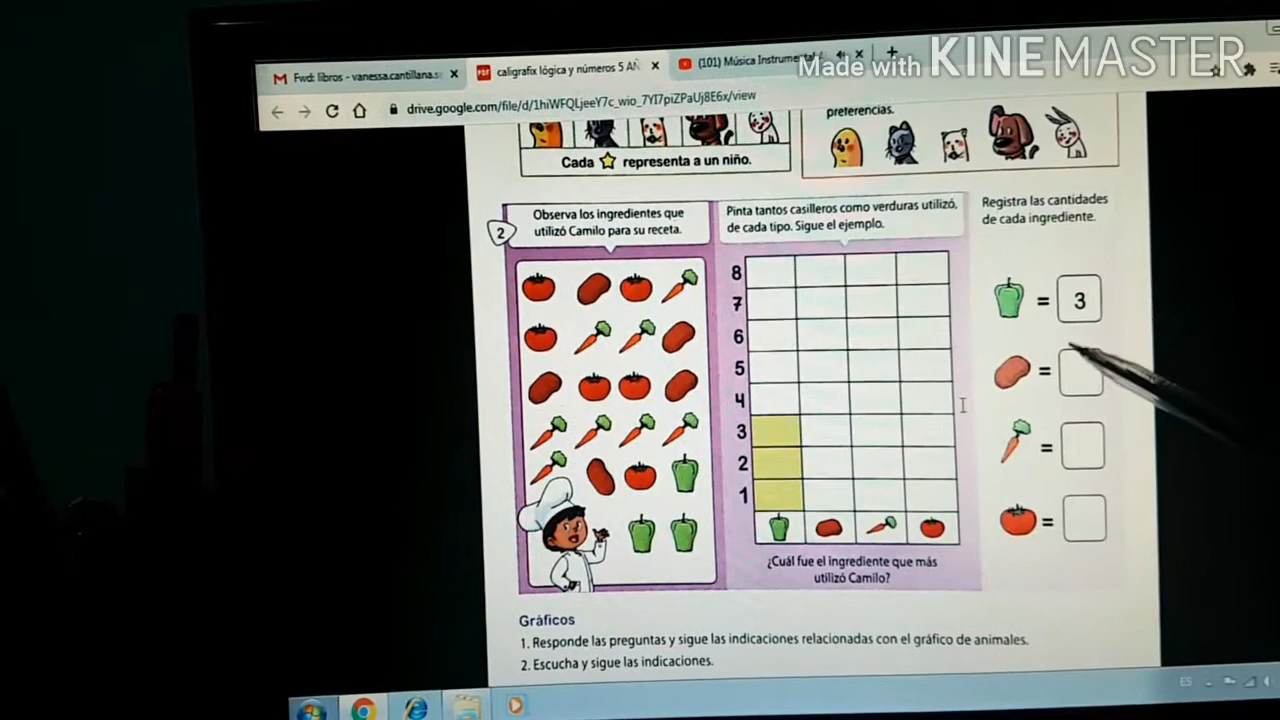 Made with KINEMASTER
Fwd: libros - vanessa.cantillana.s
caligrafix lógica y números 5 AÑ
(101) Música Instrumental
drive.google.com/file/d/1hiWFQLjeeY7c_wio_7YI7piZPaUj8E6x/view
preferencias.
Cada representa a un niño.
2
Observa los ingredientes que
utilizó Camilo para su receta.
Pinta tantos casilleros como verduras utilizó,
de cada tipo. Sigue el ejemplo.
Registra las cantidades
de cada ingrediente.
8
7
6
5
4
3
2
1
= 3
=
=
=
¿Cuál fue el ingrediente que más
utilizó Camilo?
Gráficos
1. Responde las preguntas y sigue las indicaciones relacionadas con el gráfico de animales.
2. Escucha y sigue las indicaciones.
ES